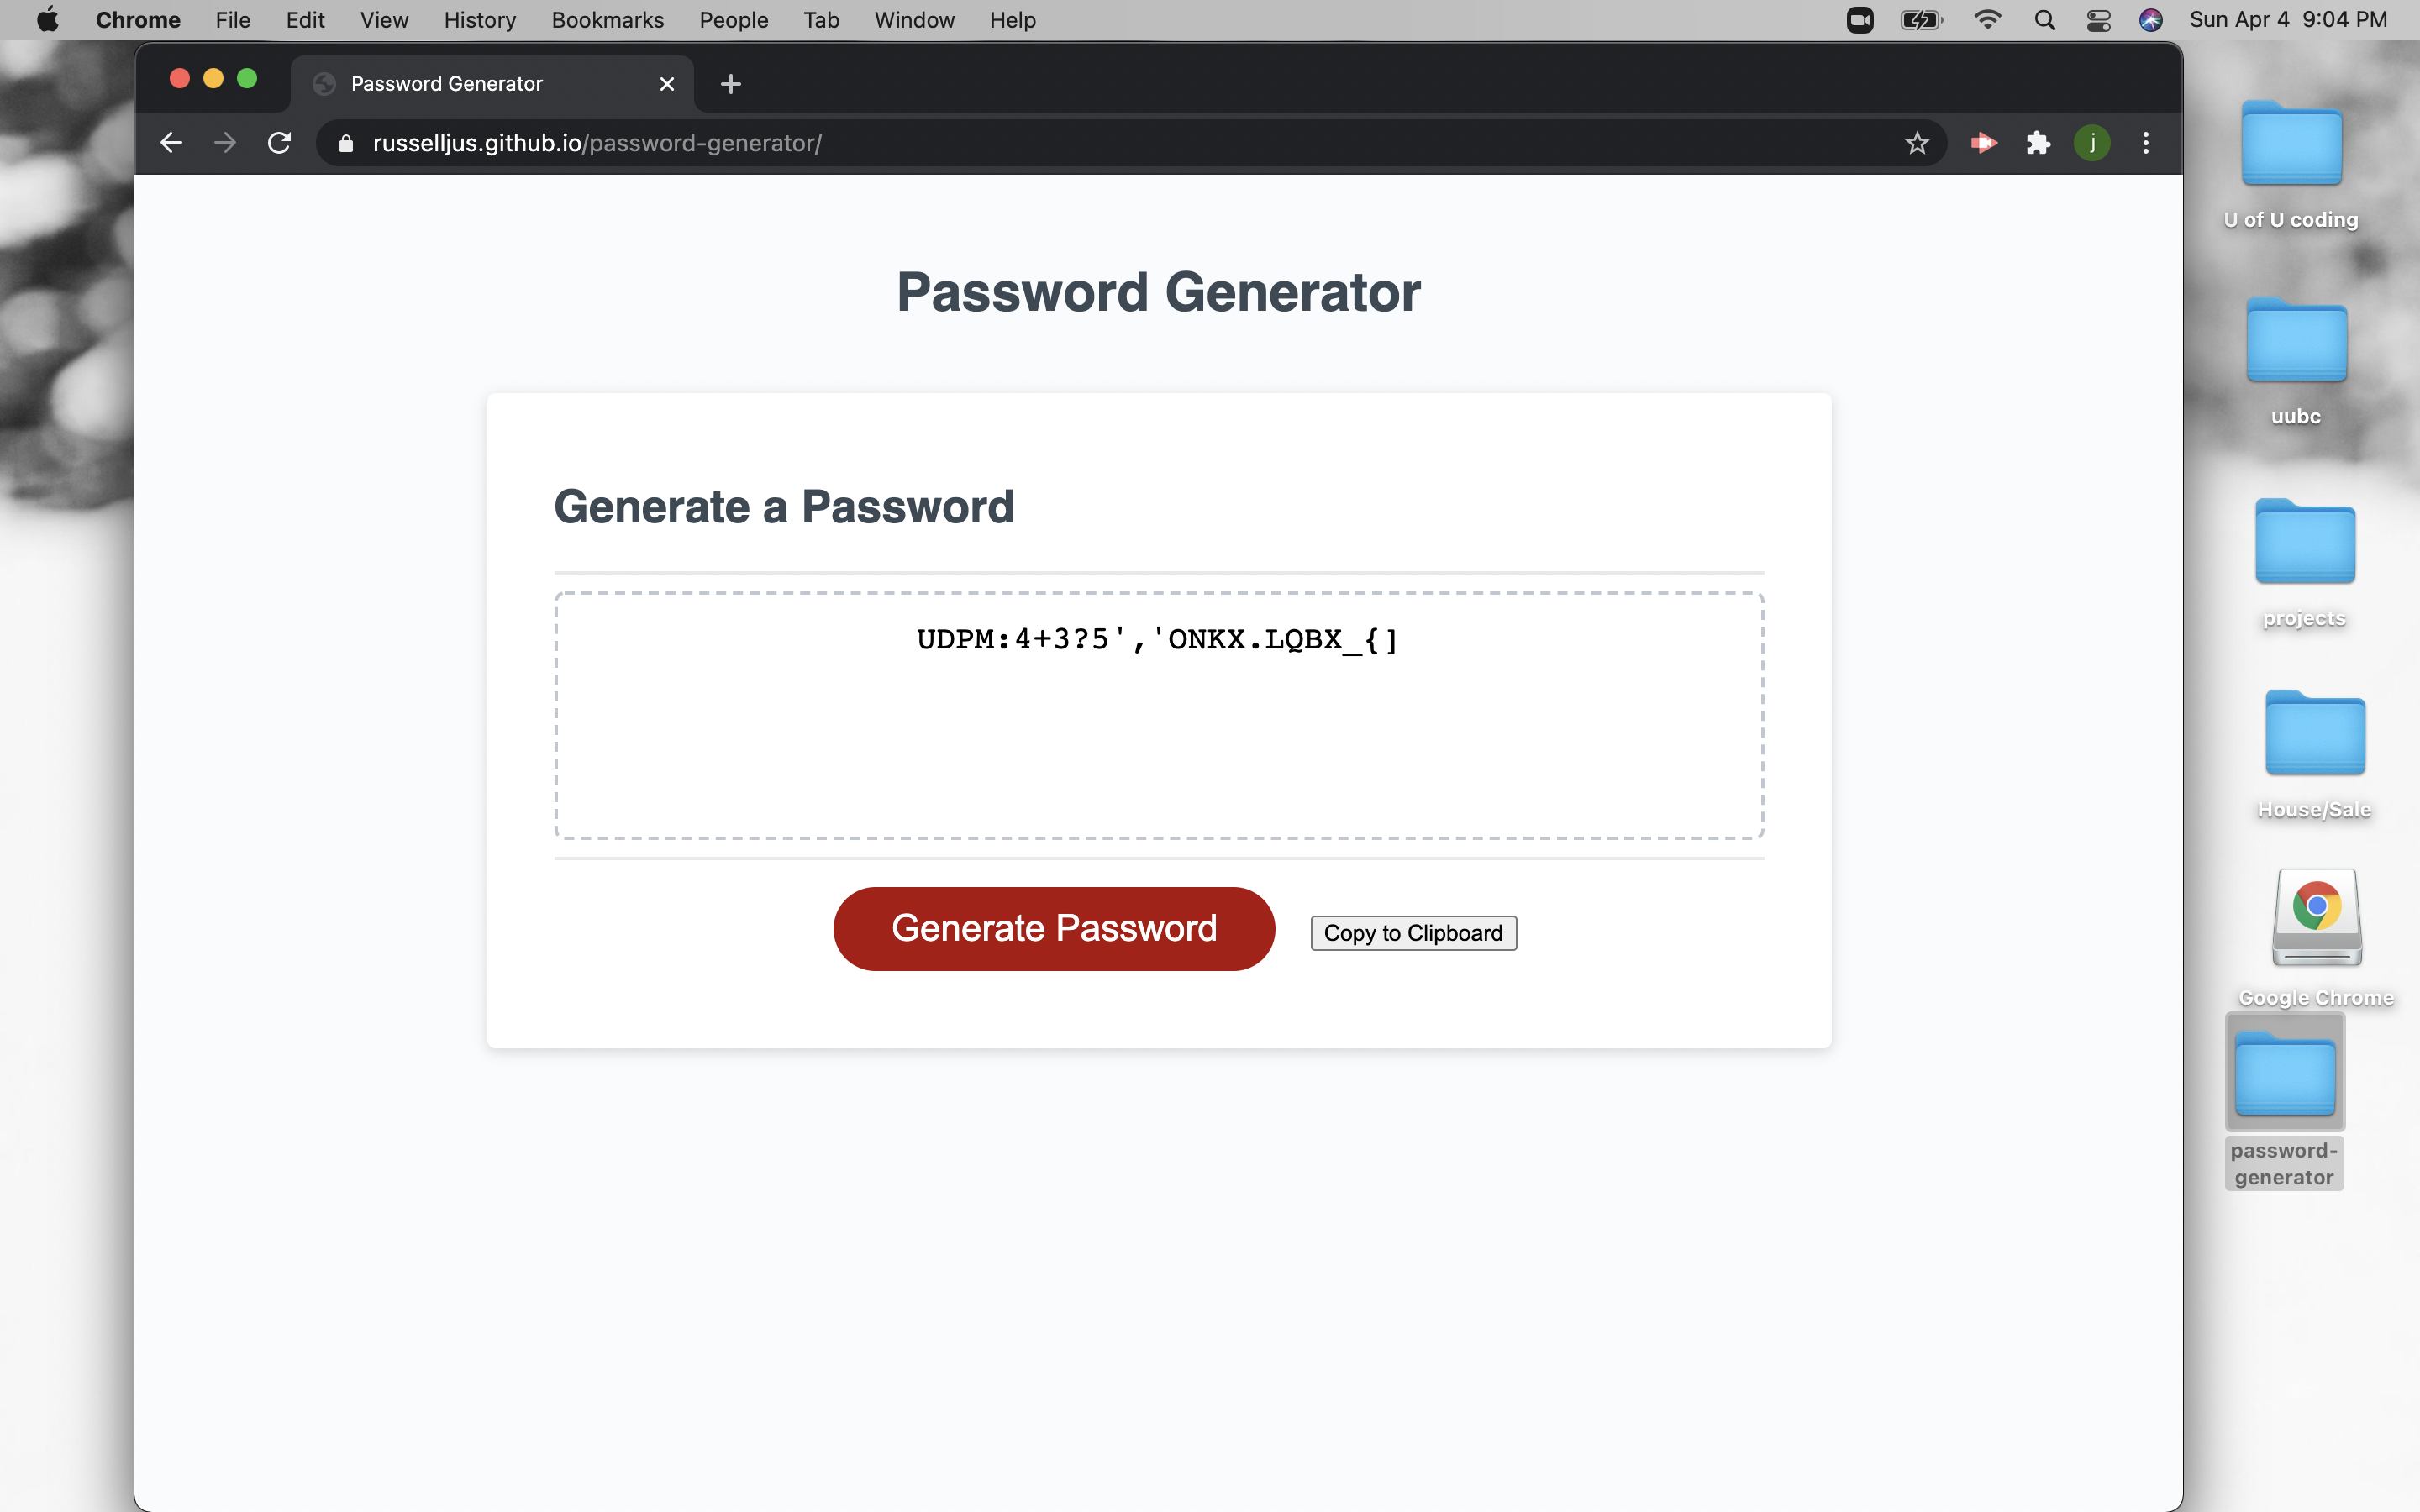 Chrome File Edit View History Bookmarks People Tab Window Help Sun Apr 4 9:04 PM
Password Generator
russelljus.github.io/password-generator/
j
Password Generator
Generate a Password
UDPM:4+3?5','ONKX.LQBX_{]
Generate Password
Copy to Clipboard
U of U coding
uubc
projects
House/Sale
Google Chrome
password-
generator